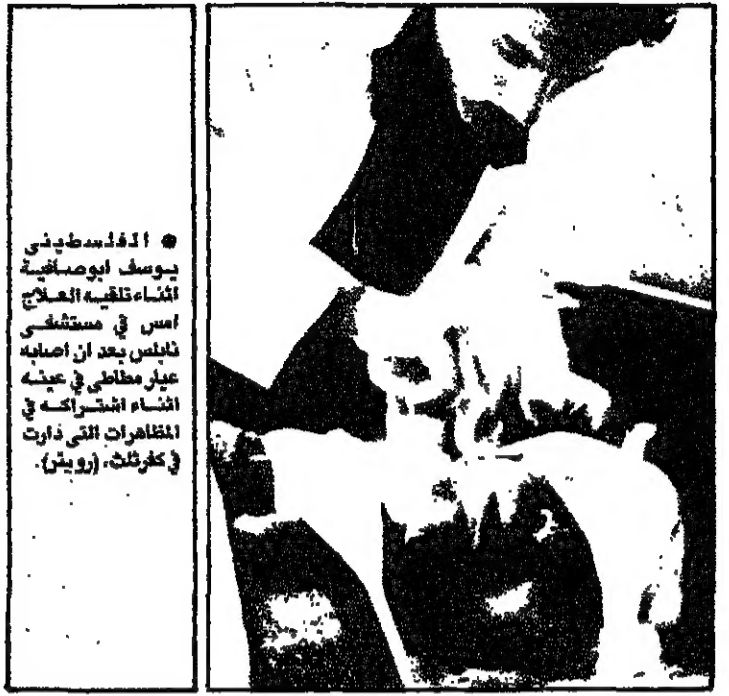 ● الفلسطيني
يوسف ابوصافية
اثناء تلقيه العلاج
امس في مستشفى
نابلس بعد ان اصابه
عيار مطاطي في عينه
اثناء اشتراكه في
المظاهرات التي دارت
في كفرثلث. (رويتر).